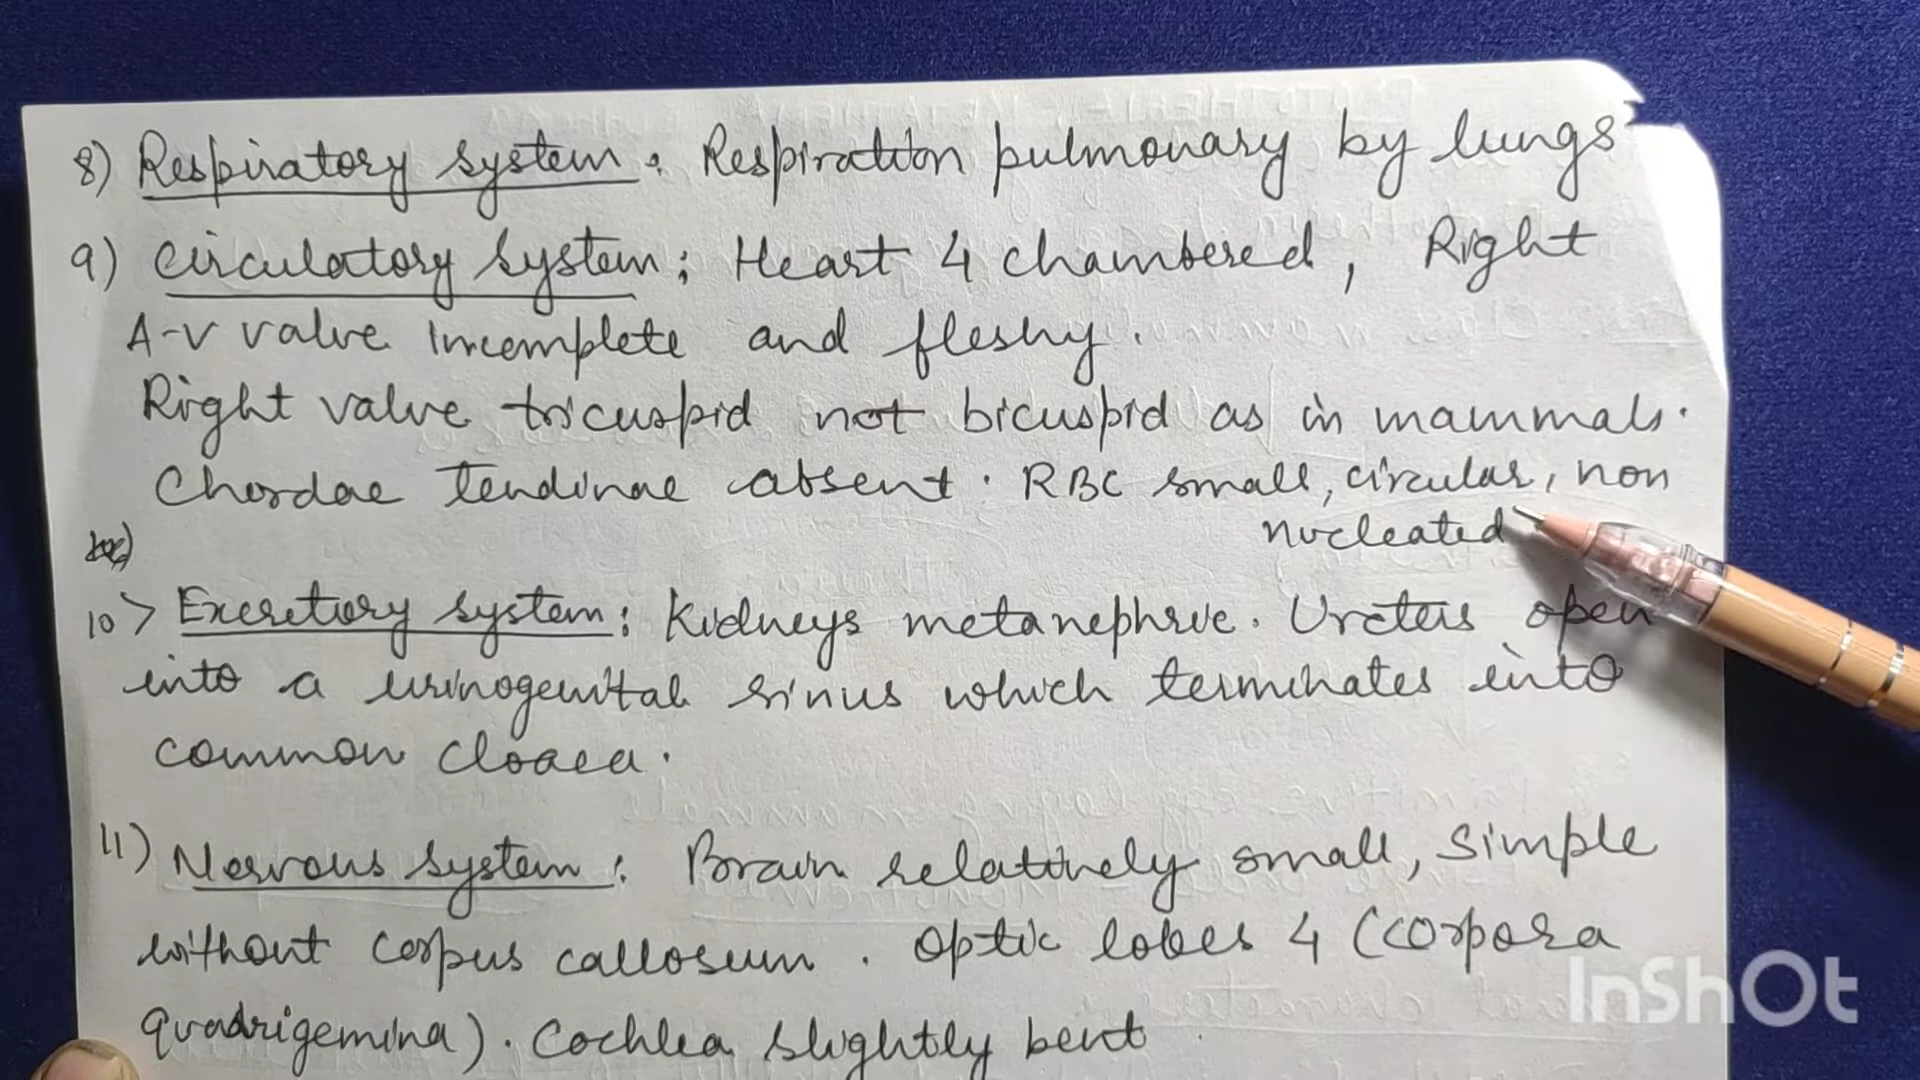 8) Respiratory system: Respiration pulmonary by lungs
9) Circulatory system; Heart 4 chambered, Right
A-V valve incomplete and fleshy.
Right valve tricuspid not bicuspid as in mammals.
Chordae tendinae absent. RBC small, circular, non
nucleated
10> Excretory system: Kidneys metanephric. Ureters open
into a urinogenital sinus which terminates into
common cloaca.
11) Nervous system: Brain relatively small, simple
without corpus callosum. Optic lobes 4 (corpora
quadrigemina). Cochlea slightly bent
InShOt